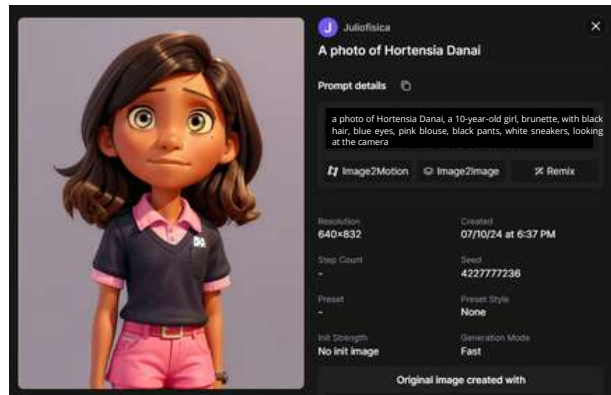 J Juliofisica
A photo of Hortensia Danai
Prompt details
a photo of Hortensia Danai, a 10-year-old girl, brunette, with black
hair, blue eyes, pink blouse, black pants, white sneakers, looking
at the camera
Image2Motion Image2Image Remix
Resolution Created
640×832 07/10/24 at 6:37 PM
Step Count Seed
- 4227777236
Preset Preset Style
- None
Init Strength Generation Mode
No init image Fast
Original image created with